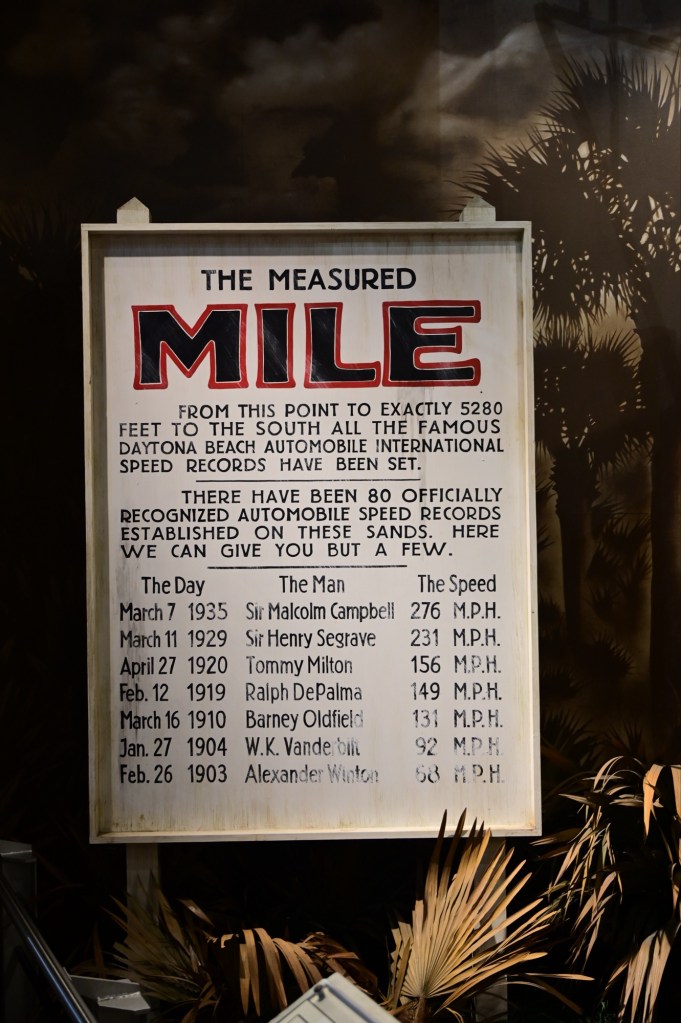 THE MEASURED
MILE
FROM THIS POINT TO EXACTLY 5280
FEET TO THE SOUTH ALL THE FAMOUS
DAYTONA BEACH AUTOMOBILE INTERNATIONAL
SPEED RECORDS HAVE BEEN SET.
THERE HAVE BEEN 80 OFFICIALLY
RECOGNIZED AUTOMOBILE SPEED RECORDS
ESTABLISHED ON THESE SANDS. HERE
WE CAN GIVE YOU BUT A FEW.
The Day The Man The Speed
March 7 1935 Sir Malcolm Campbell 276 M.P.H.
March 11 1929 Sir Henry Segrave 231 M.P.H.
April 27 1920 Tommy Milton 156 M.P.H.
Feb. 12 1919 Ralph DePalma 149 M.P.H.
March 16 1910 Barney Oldfield 131 M.P.H.
Jan. 27 1904 W.K. Vanderbilt 92 M.P.H.
Feb. 26 1903 Alexander Winton 68 M.P.H.